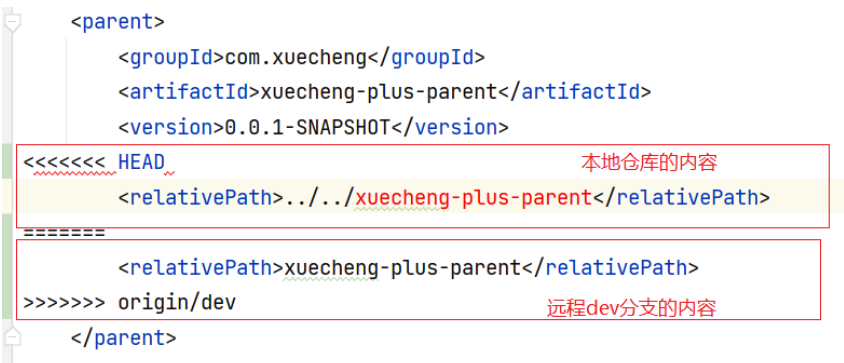 <parent>
<groupId>com.xuecheng</groupId>
<artifactId>xuecheng-plus-parent</artifactId>
<version>0.0.1-SNAPSHOT</version>
<<<<<<< HEAD 本地仓库的内容
<relativePath>../../xuecheng-plus-parent</relativePath>
=======
<relativePath>xuecheng-plus-parent</relativePath>
>>>>>>> origin/dev 远程dev分支的内容
</parent>